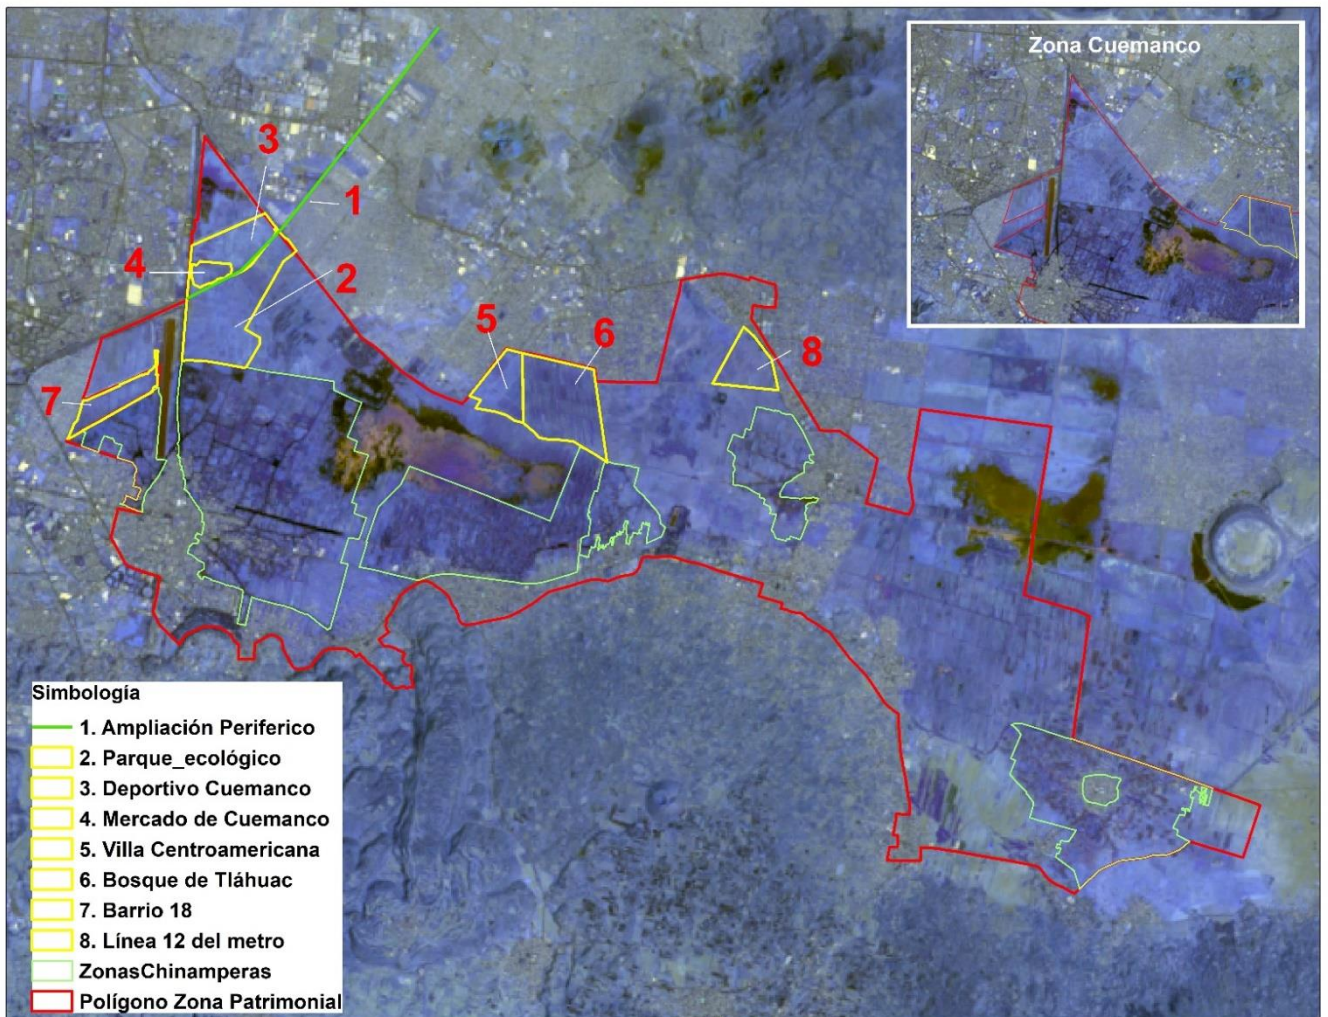 Zona Cuemanco
3
1
4
2
5
6
8
7
Simbología
1. Ampliación Periferico
2. Parque_ecológico
3. Deportivo Cuemanco
4. Mercado de Cuemanco
5. Villa Centroamericana
6. Bosque de Tláhuac
7. Barrio 18
8. Línea 12 del metro
ZonasChinamperas
Polígono Zona Patrimonial